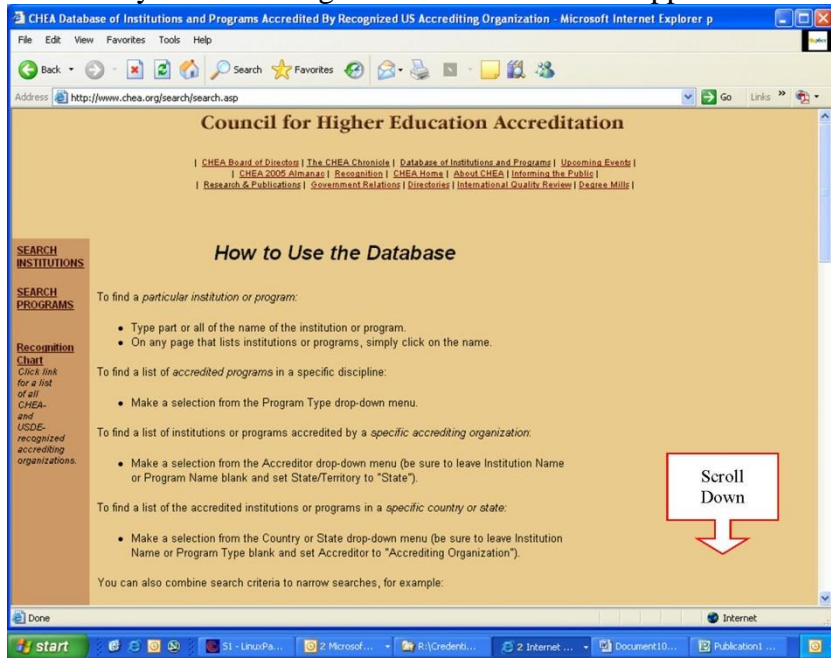 CHEA Database of Institutions and Programs Accredited By Recognized US Accrediting Organization - Microsoft Internet Explorer p
File Edit View Favorites Tools Help
Back Search Favorites
Address http://www.chea.org/search/search.asp Go Links »
Council for Higher Education Accreditation
| CHEA Board of Directors | The CHEA Chronicle | Database of Institutions and Programs | Upcoming Events |
| CHEA 2005 Almanac | Recognition | CHEA Home | About CHEA | Informing the Public |
| Research & Publications | Government Relations | Directories | International Quality Review | Degree Mills |
SEARCH
INSTITUTIONS
SEARCH
PROGRAMS
Recognition
Chart
Click link
for a list
of all
CHEA-
and
USDE-
recognized
accrediting
organizations.
How to Use the Database
To find a particular institution or program:
• Type part or all of the name of the institution or program.
• On any page that lists institutions or programs, simply click on the name.
To find a list of accredited programs in a specific discipline:
• Make a selection from the Program Type drop-down menu.
To find a list of institutions or programs accredited by a specific accrediting organization:
• Make a selection from the Accreditor drop-down menu (be sure to leave Institution Name
or Program Name blank and set State/Territory to "State").
To find a list of the accredited institutions or programs in a specific country or state:
• Make a selection from the Country or State drop-down menu (be sure to leave Institution
Name or Program Type blank and set Accreditor to "Accrediting Organization").
You can also combine search criteria to narrow searches, for example:
Scroll
Down
Done Internet
start S1 - LinuxPa... 2 Microsof... R:\Credenti... 2 Internet ... Document10... Publication1 ...